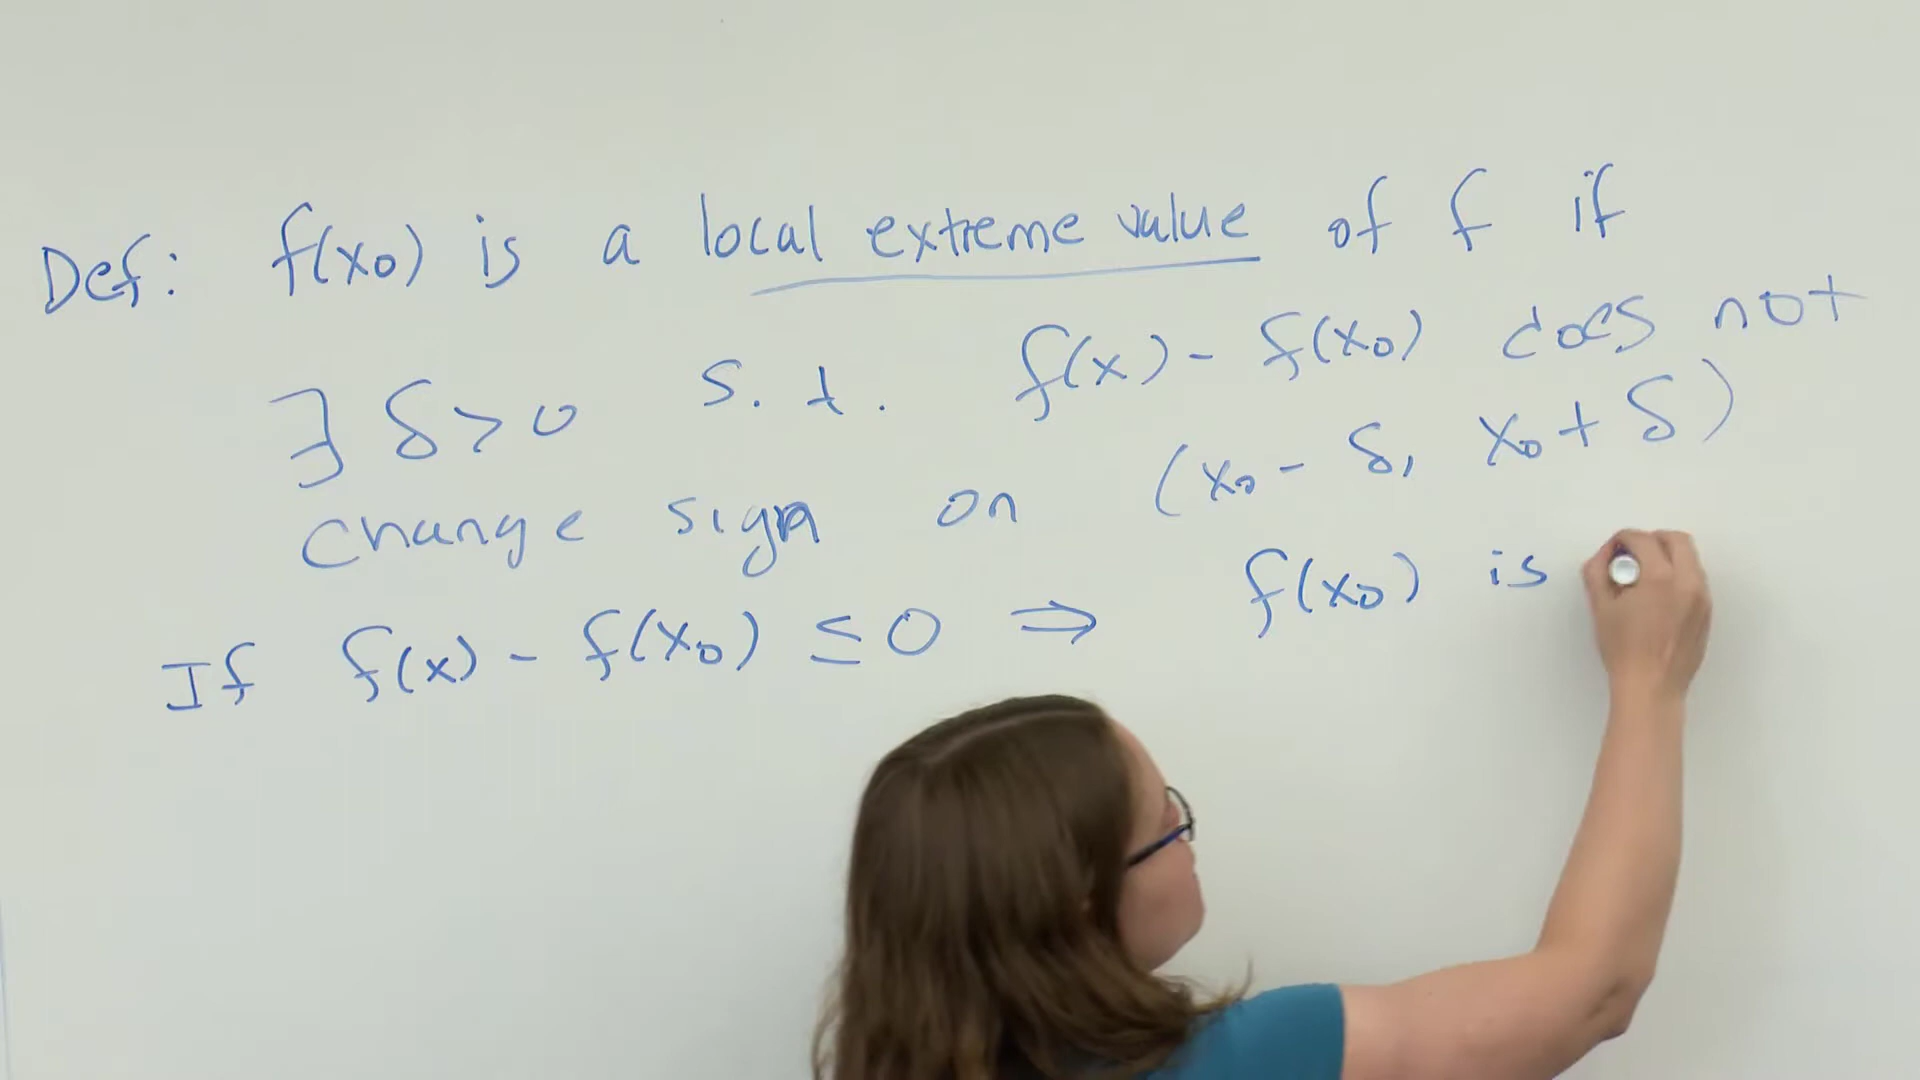 Def: f(x₀) is a local extreme value of f if
∃ δ>0 s.t. f(x) - f(x₀) does not
change sign on (x₀ - δ, x₀ + δ)
If f(x) - f(x₀) ≤ 0 ⇒ f(x₀) is